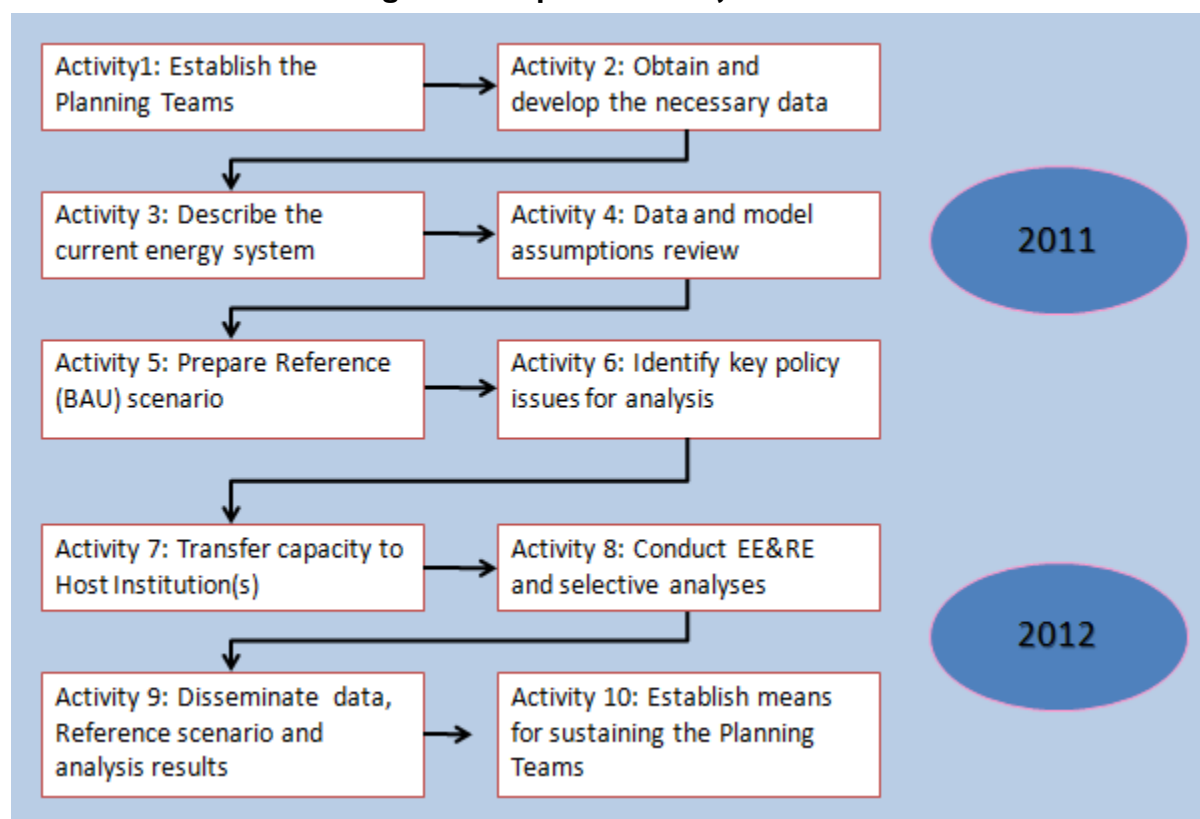 Activity1: Establish the
Planning Teams
Activity 2: Obtain and
develop the necessary data
Activity 3: Describe the
current energy system
Activity 4: Data and model
assumptions review
2011
Activity 5: Prepare Reference
(BAU) scenario
Activity 6: Identify key policy
issues for analysis
Activity 7: Transfer capacity to
Host Institution(s)
Activity 8: Conduct EE&RE
and selective analyses
2012
Activity 9: Disseminate data,
Reference scenario and
analysis results
Activity 10: Establish means
for sustaining the Planning
Teams